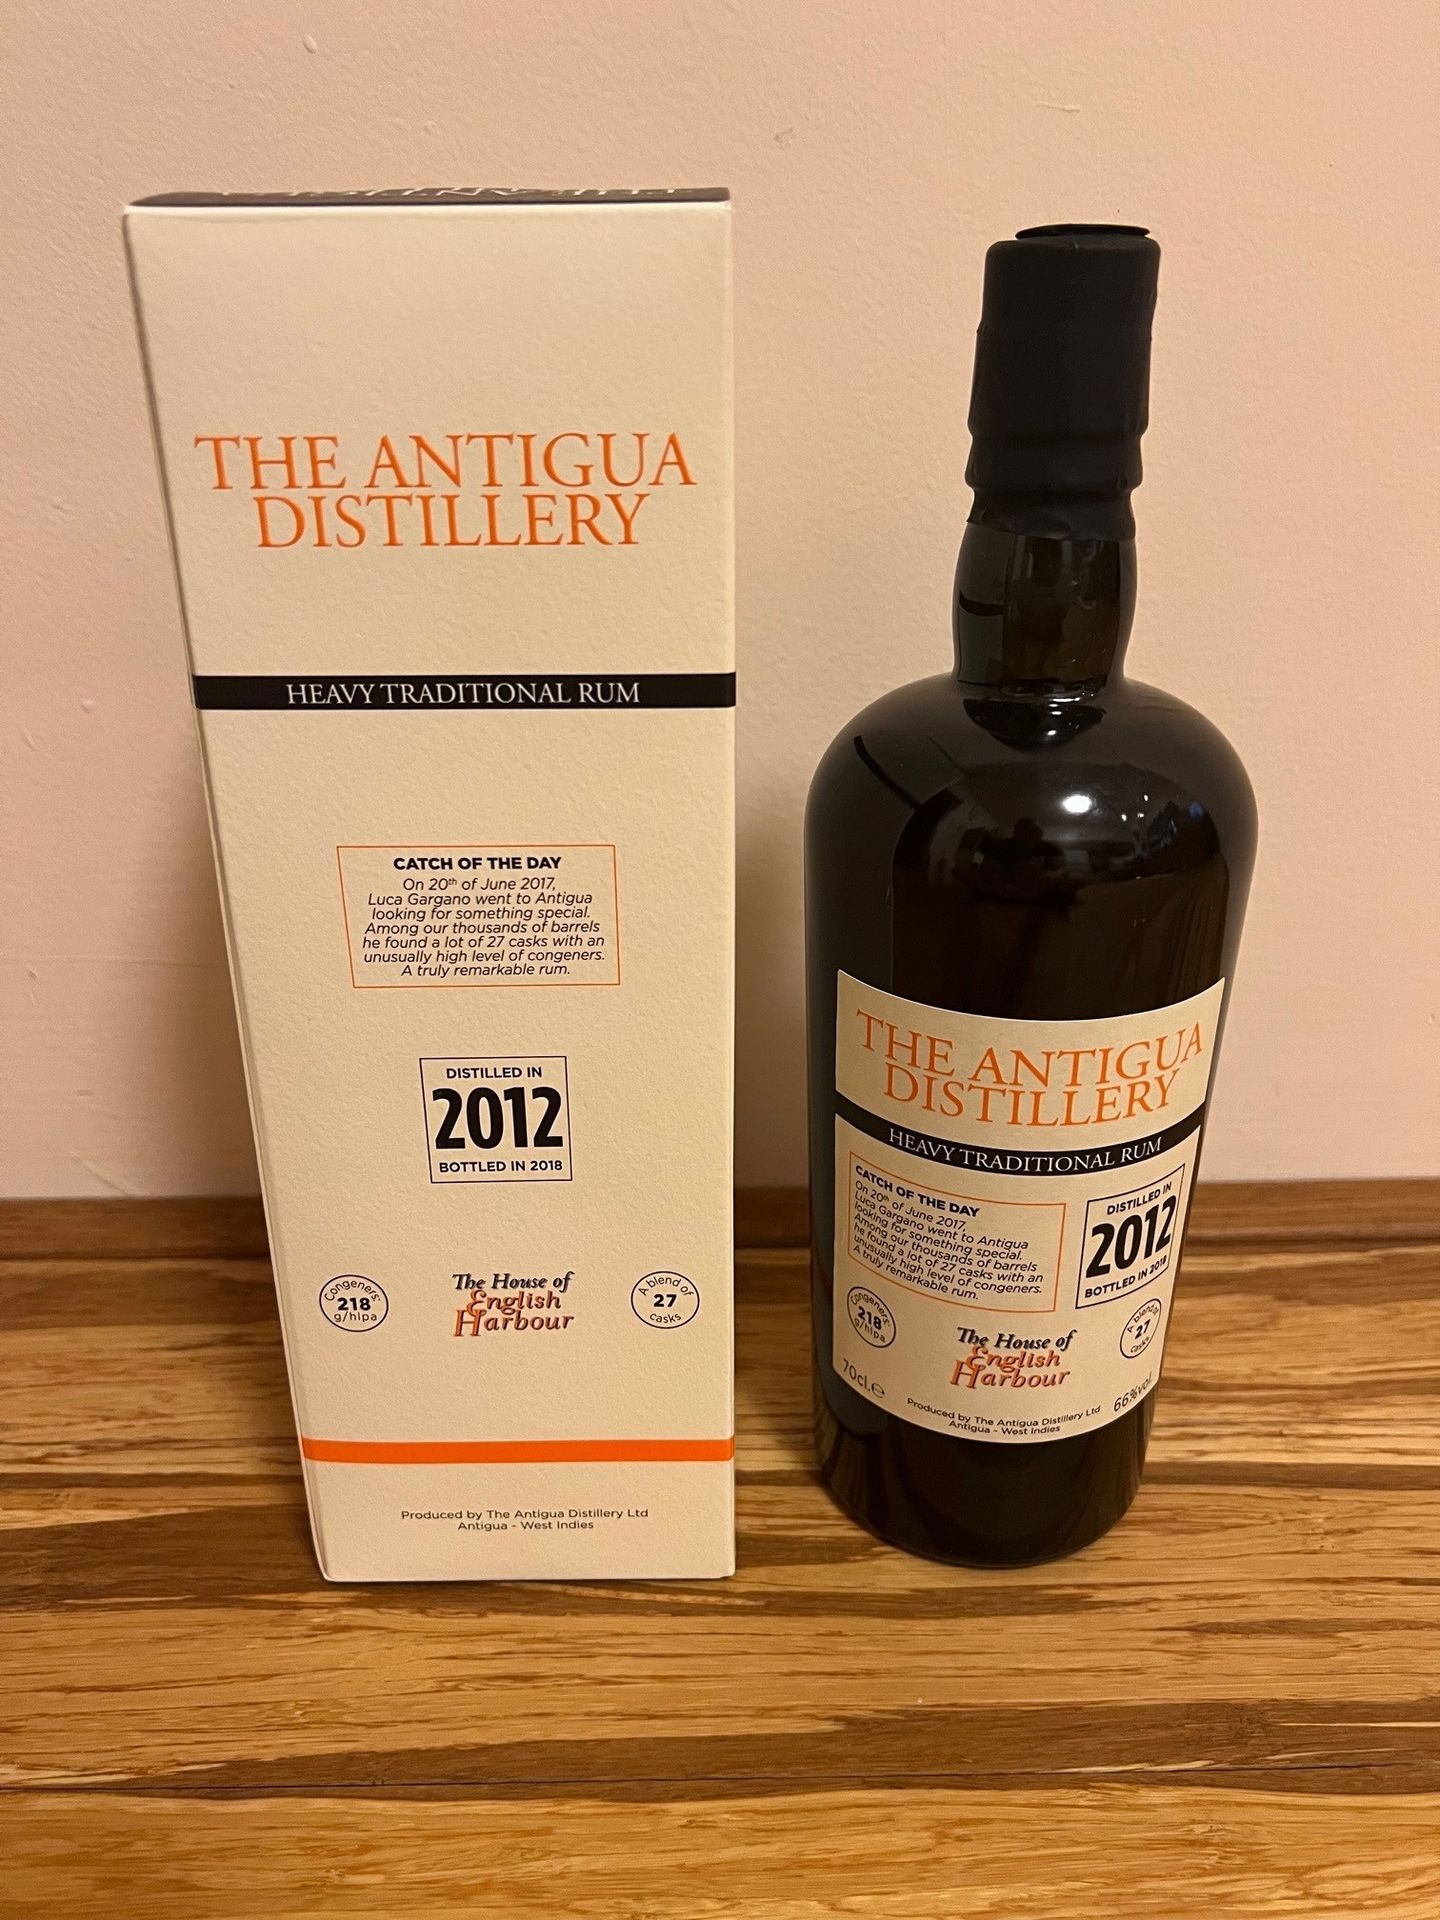 THE ANTIGUA
DISTILLERY
HEAVY TRADITIONAL RUM
CATCH OF THE DAY
On 20th of June 2017,
Luca Gargano went to Antigua
looking for something special.
Among our thousands of barrels
he found a lot of 27 casks with an
unusually high level of congeners.
A truly remarkable rum.
DISTILLED IN
2012
BOTTLED IN 2018
Congeners:
218
g/hlpa
The House of
English
Harbour
A blend of
27
casks
Produced by The Antigua Distillery Ltd
Antigua - West Indies
THE ANTIGUA
DISTILLERY
HEAVY TRADITIONAL RUM
CATCH OF THE DAY
On 20th of June 2017,
Luca Gargano went to Antigua
looking for something special.
Among our thousands of barrels
he found a lot of 27 casks with an
unusually high level of congeners.
A truly remarkable rum.
DISTILLED IN
2012
BOTTLED IN 2018
Congeners:
218
g/hlpa
The House of
English
Harbour
A blend of
27
casks
70cl.e
66%vol.
Produced by The Antigua Distillery Ltd
Antigua - West Indies